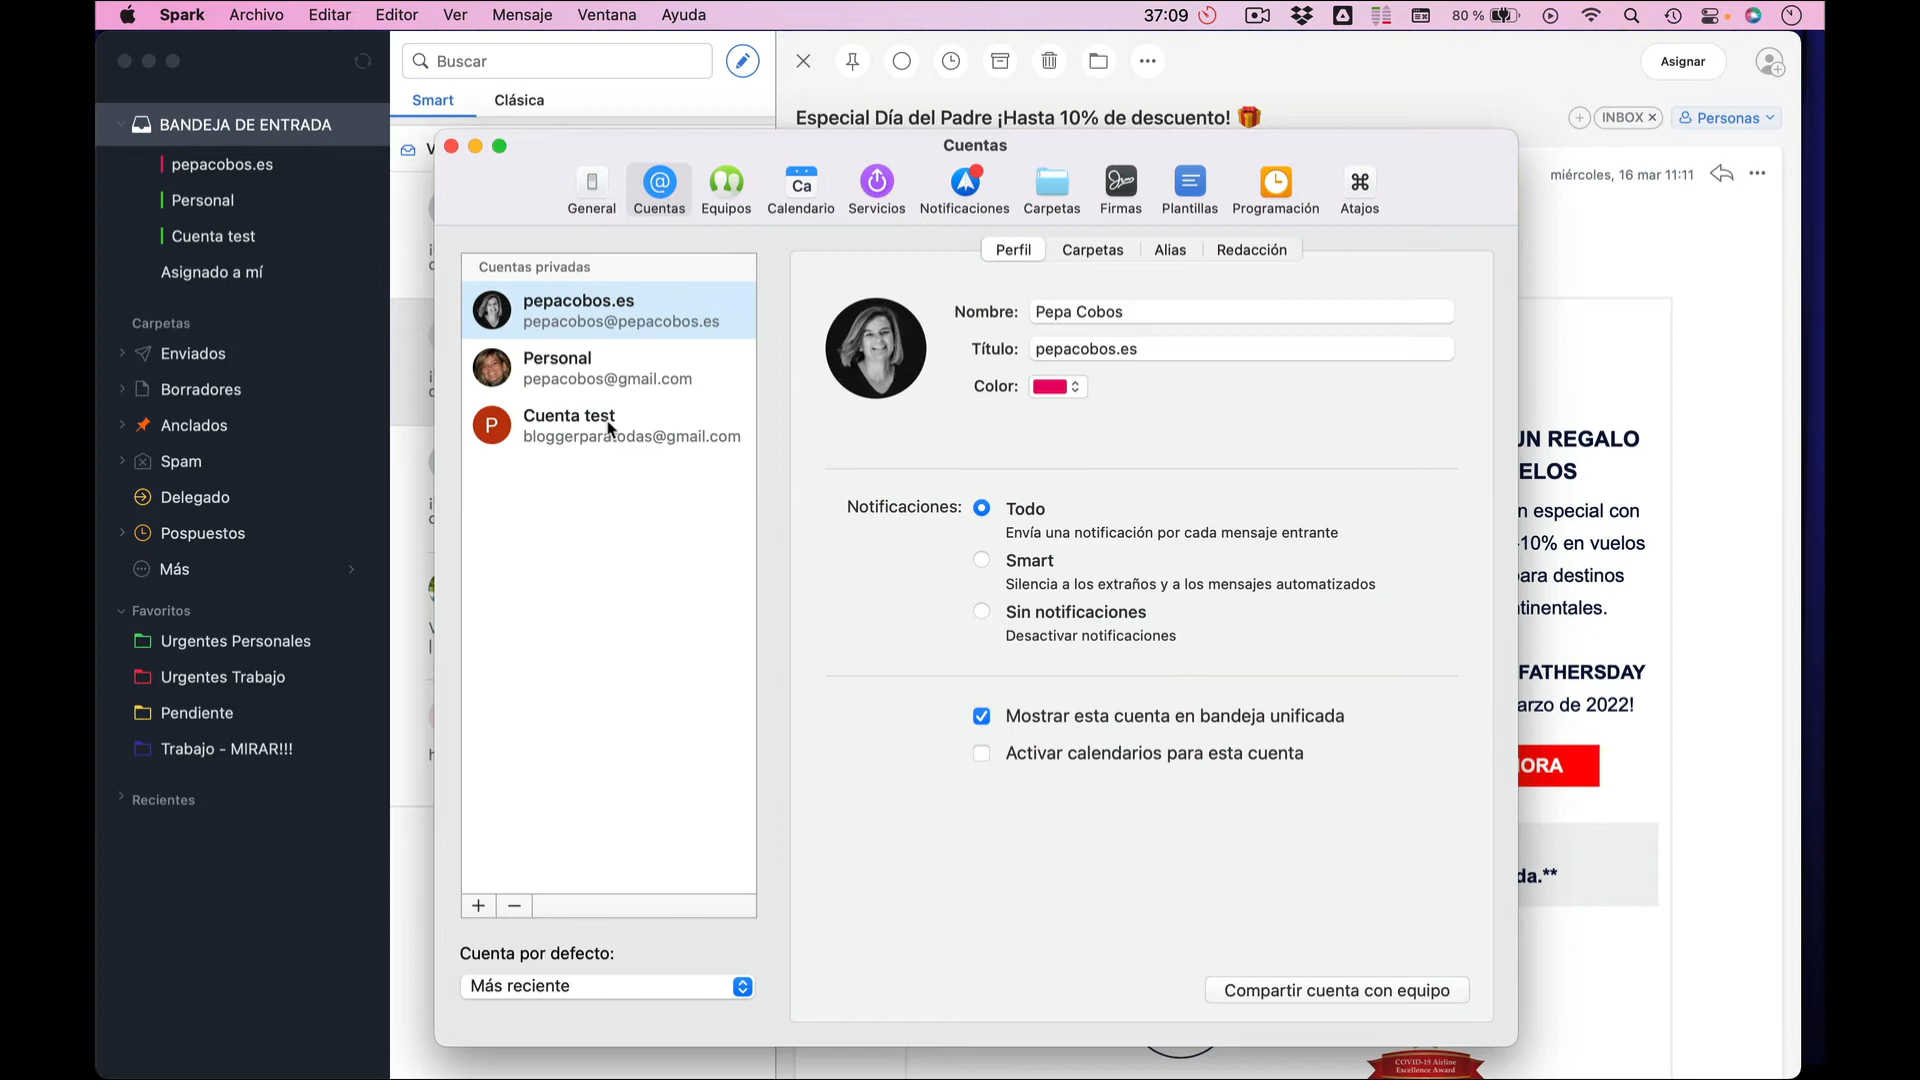 Spark Archivo Editar Editor Ver Mensaje Ventana Ayuda
37:09
80 %
Buscar
Smart Clásica
Asignar
BANDEJA DE ENTRADA
pepacobos.es
Personal
Cuenta test
Asignado a mí
Carpetas
Enviados
Borradores
Anclados
Spam
Delegado
Pospuestos
Más
Favoritos
Urgentes Personales
Urgentes Trabajo
Pendiente
Trabajo - MIRAR!!!
Recientes
Especial Día del Padre ¡Hasta 10% de descuento! 🎁
INBOX
Personas
miércoles, 16 mar 11:11
Cuentas
General Cuentas Equipos Calendario Servicios Notificaciones Carpetas Firmas Plantillas Programación Atajos
Ca
Perfil Carpetas Alias Redacción
Cuentas privadas
pepacobos.es
pepacobos@pepacobos.es
Personal
pepacobos@gmail.com
P
Cuenta test
bloggerparatodas@gmail.com
+ −
Cuenta por defecto:
Más reciente
Nombre: Pepa Cobos
Título: pepacobos.es
Color:
Notificaciones: Todo
Envía una notificación por cada mensaje entrante
Smart
Silencia a los extraños y a los mensajes automatizados
Sin notificaciones
Desactivar notificaciones
Mostrar esta cuenta en bandeja unificada
Activar calendarios para esta cuenta
Compartir cuenta con equipo
UN REGALO
ELOS
n especial con
-10% en vuelos
para destinos
tinentales.
FATHERSDAY
arzo de 2022!
HORA
da.**
COVID-19 Airline
Excellence Award